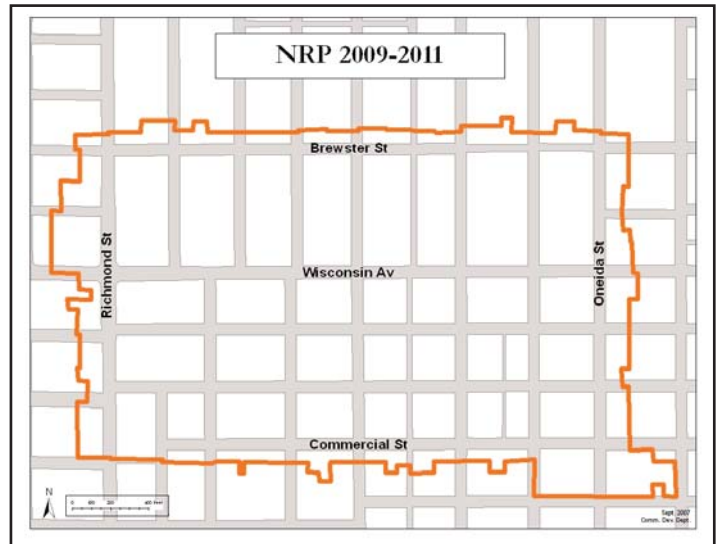 NRP 2009-2011
Brewster St
Richmond St
Wisconsin Av
Oneida St
Commercial St
N
Sept. 2007
Comm. Dev. Dept.